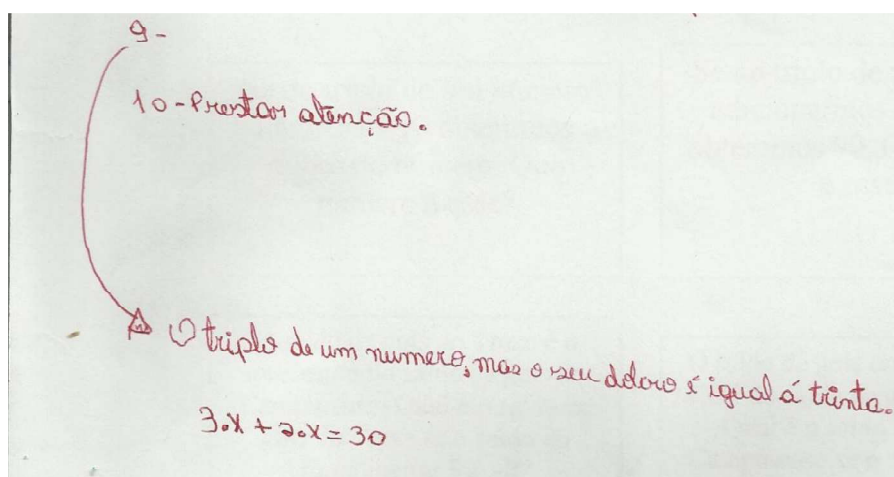 9-
10-Prestar atenção.
O triplo de um numero, mas o seu dobro é igual á trinta.
3.x + 2.x = 30